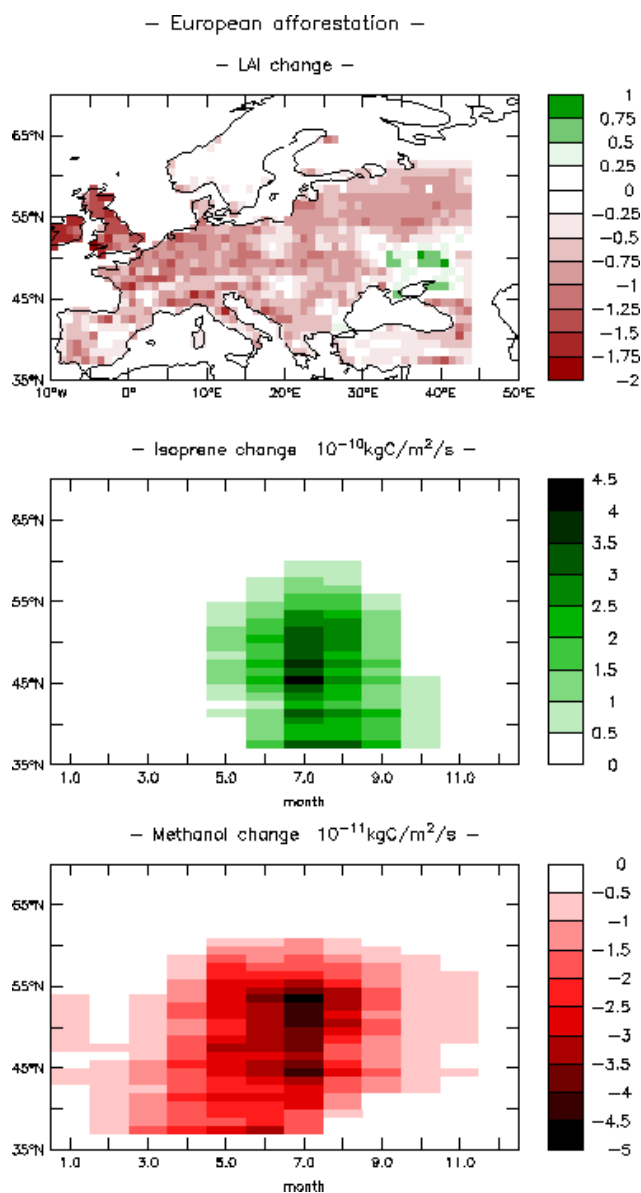 — European afforestation —
— LAI change —
65°N
55°N
45°N
35°N
10°W 0° 10°E 20°E 30°E 40°E 50°E
1
0.75
0.5
0.25
0
−0.25
−0.5
−0.75
−1
−1.25
−1.5
−1.75
−2
— Isoprene change 10⁻¹⁰kgC/m²/s —
65°N
55°N
45°N
35°N
1.0 3.0 5.0 7.0 9.0 11.0
month
4.5
4
3.5
3
2.5
2
1.5
1
0.5
0
— Methanol change 10⁻¹¹kgC/m²/s —
65°N
55°N
45°N
35°N
1.0 3.0 5.0 7.0 9.0 11.0
month
0
−0.5
−1
−1.5
−2
−2.5
−3
−3.5
−4
−4.5
−5